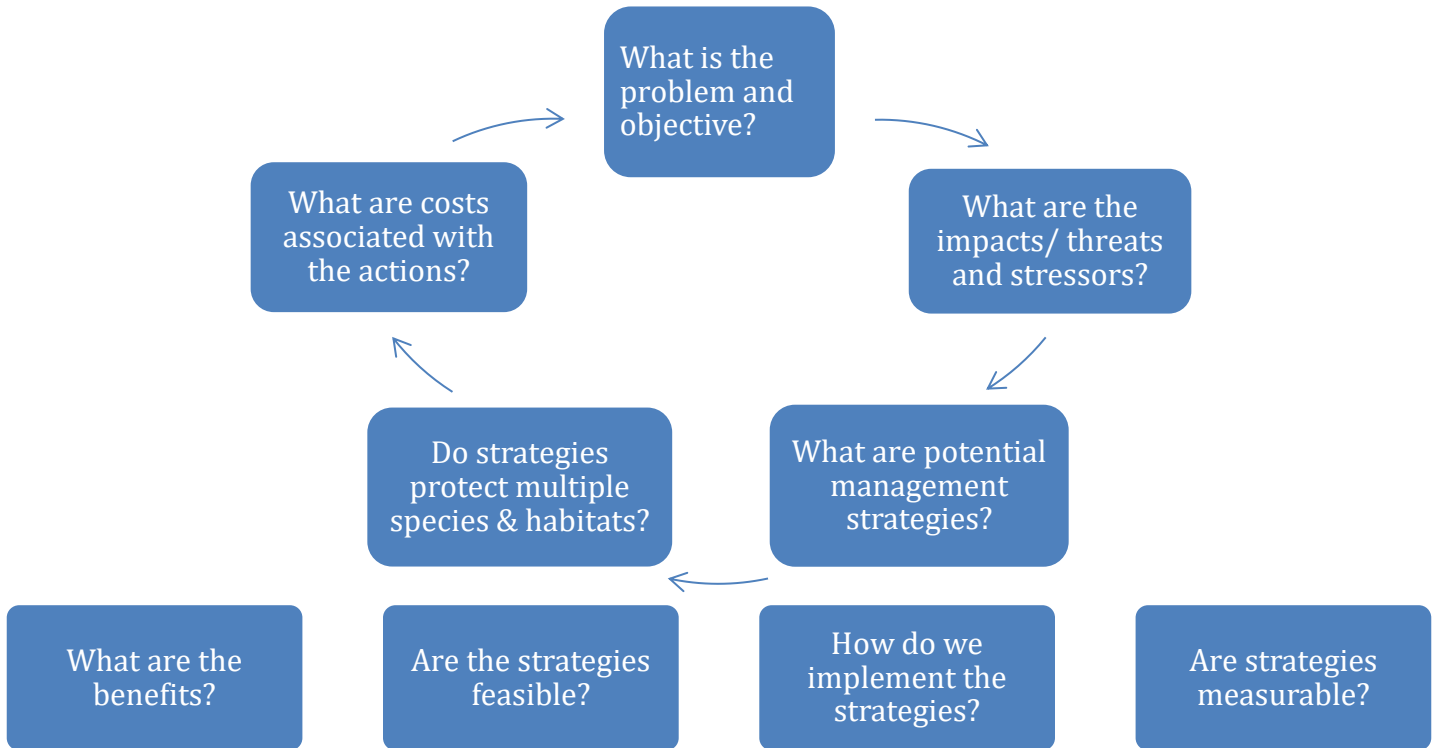 What is the
problem and
objective?
What are costs
associated with
the actions?
What are the
impacts/ threats
and stressors?
Do strategies
protect multiple
species & habitats?
What are potential
management
strategies?
What are the
benefits?
Are the strategies
feasible?
How do we
implement the
strategies?
Are strategies
measurable?